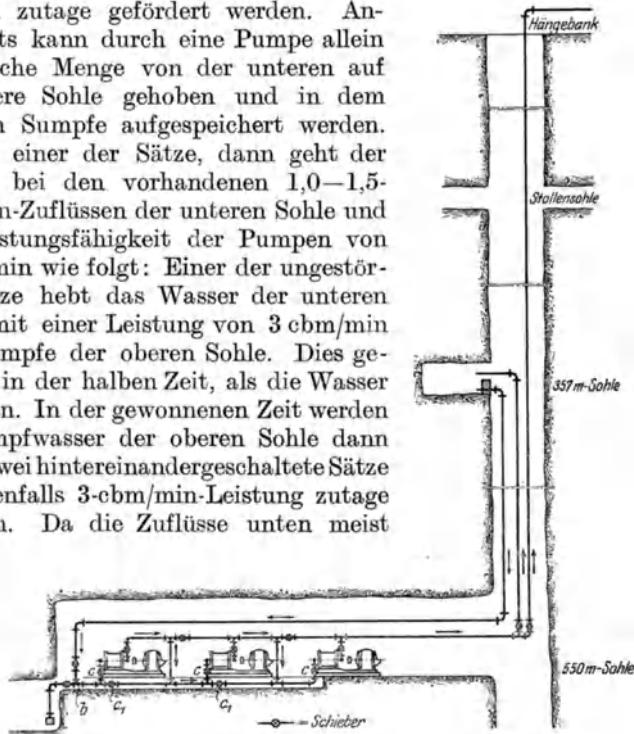 zutage gefördert werden. An-
ts kann durch eine Pumpe allein
che Menge von der unteren auf
ere Sohle gehoben und in dem
Sumpfe aufgespeichert werden.
einer der Sätze, dann geht der
bei den vorhandenen 1,0—1,5-
n-Zuflüssen der unteren Sohle und
stungsfähigkeit der Pumpen von
min wie folgt: Einer der ungestör-
ze hebt das Wasser der unteren
mit einer Leistung von 3 cbm/min
mpfe der oberen Sohle. Dies ge-
in der halben Zeit, als die Wasser
n. In der gewonnenen Zeit werden
mpfwasser der oberen Sohle dann
wei hintereinandergeschaltete Sätze
enfalls 3-cbm/min-Leistung zutage
n. Da die Zuflüsse unten meist
Hängebank
Stollensohle
357 m-Sohle
550 m-Sohle
c c c
b c₁ c₁
= Schieber